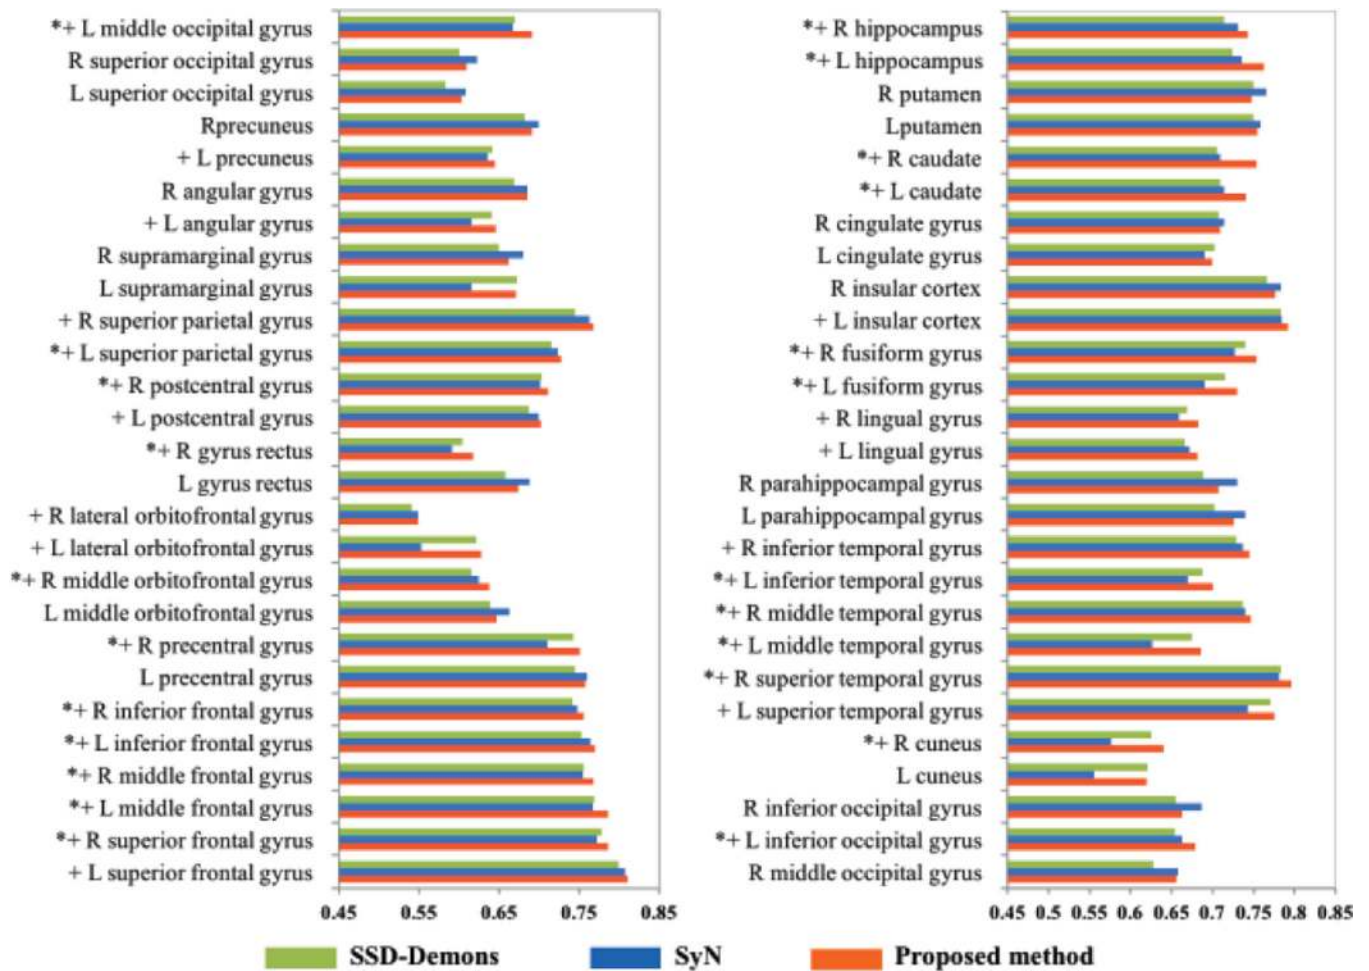 *+ L middle occipital gyrus
R superior occipital gyrus
L superior occipital gyrus
Rprecuneus
+ L precuneus
R angular gyrus
+ L angular gyrus
R supramarginal gyrus
L supramarginal gyrus
+ R superior parietal gyrus
*+ L superior parietal gyrus
*+ R postcentral gyrus
+ L postcentral gyrus
*+ R gyrus rectus
L gyrus rectus
+ R lateral orbitofrontal gyrus
+ L lateral orbitofrontal gyrus
*+ R middle orbitofrontal gyrus
L middle orbitofrontal gyrus
*+ R precentral gyrus
L precentral gyrus
*+ R inferior frontal gyrus
*+ L inferior frontal gyrus
*+ R middle frontal gyrus
*+ L middle frontal gyrus
*+ R superior frontal gyrus
+ L superior frontal gyrus
0.45 0.55 0.65 0.75 0.85
*+ R hippocampus
*+ L hippocampus
R putamen
Lputamen
*+ R caudate
*+ L caudate
R cingulate gyrus
L cingulate gyrus
R insular cortex
+ L insular cortex
*+ R fusiform gyrus
*+ L fusiform gyrus
+ R lingual gyrus
+ L lingual gyrus
R parahippocampal gyrus
L parahippocampal gyrus
+ R inferior temporal gyrus
*+ L inferior temporal gyrus
*+ R middle temporal gyrus
*+ L middle temporal gyrus
*+ R superior temporal gyrus
+ L superior temporal gyrus
*+ R cuneus
L cuneus
R inferior occipital gyrus
*+ L inferior occipital gyrus
R middle occipital gyrus
0.45 0.5 0.55 0.6 0.65 0.7 0.75 0.8 0.85
SSD-Demons SyN Proposed method